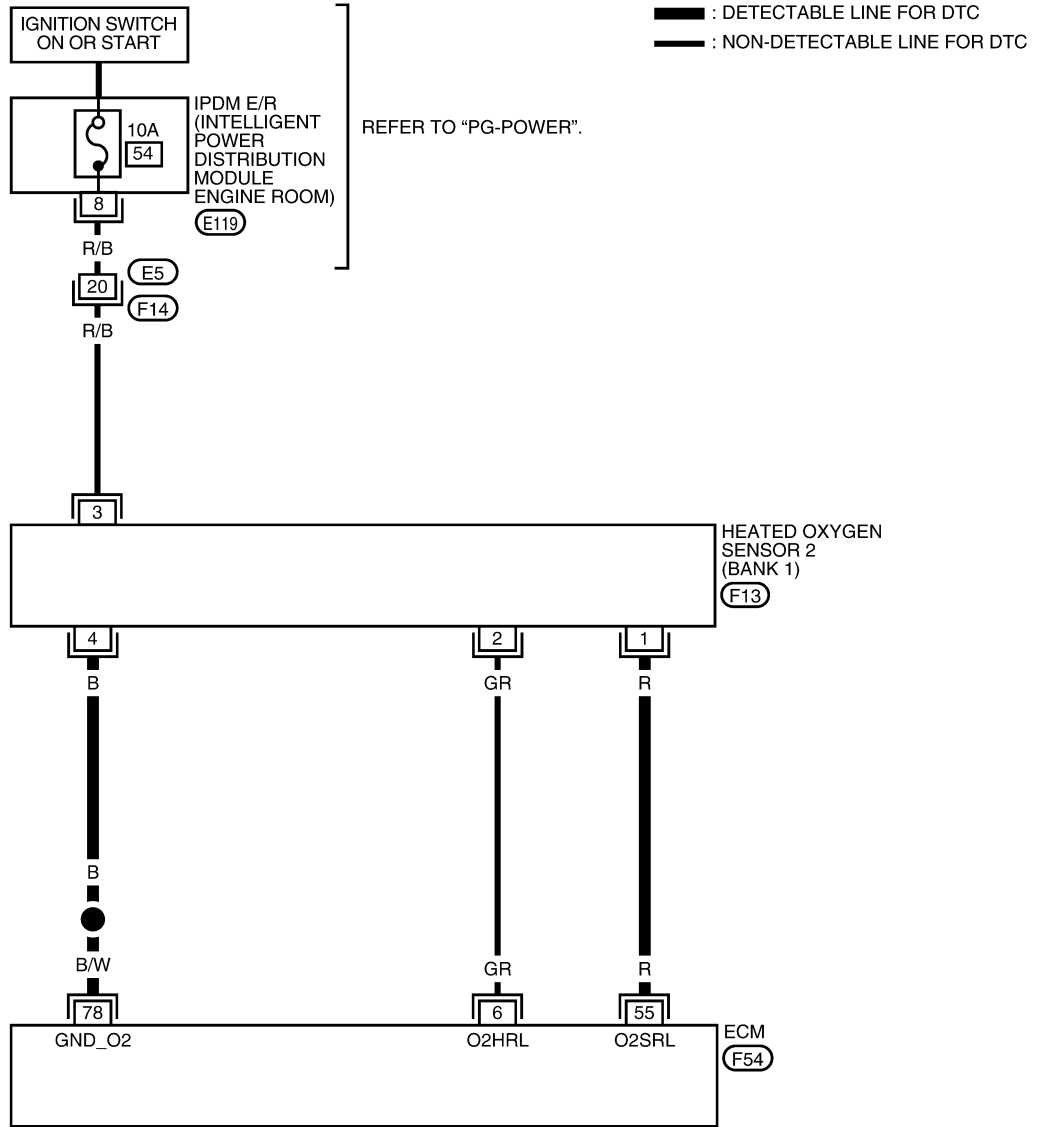 IGNITION SWITCH
ON OR START
: DETECTABLE LINE FOR DTC
: NON-DETECTABLE LINE FOR DTC
10A
54
IPDM E/R
(INTELLIGENT
POWER
DISTRIBUTION
MODULE
ENGINE ROOM)
E119
REFER TO “PG-POWER”.
8
R/B
20
E5
F14
R/B
3
HEATED OXYGEN
SENSOR 2
(BANK 1)
F13
4
2
1
B
GR
R
B
B/W
GR
R
78
6
55
GND_O2
O2HRL
O2SRL
ECM
F54